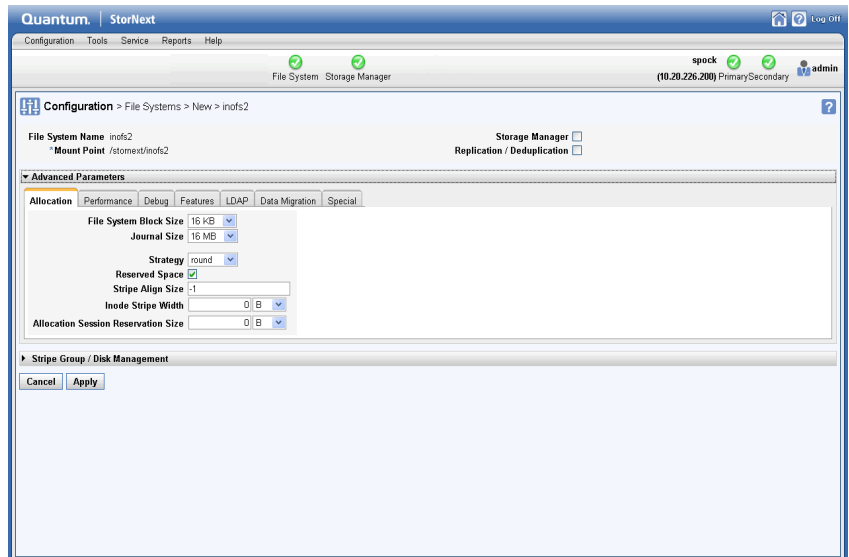 Quantum. | StorNext
Log Off
Configuration Tools Service Reports Help
File System Storage Manager
spock
(10.20.226.200) Primary Secondary
admin
Configuration > File Systems > New > inofs2
File System Name inofs2
Storage Manager
*Mount Point /stornext/inofs2
Replication / Deduplication
Advanced Parameters
Allocation Performance Debug Features LDAP Data Migration Special
File System Block Size 16 KB
Journal Size 16 MB
Strategy round
Reserved Space
Stripe Align Size -1
Inode Stripe Width 0 B
Allocation Session Reservation Size 0 B
Stripe Group / Disk Management
Cancel Apply